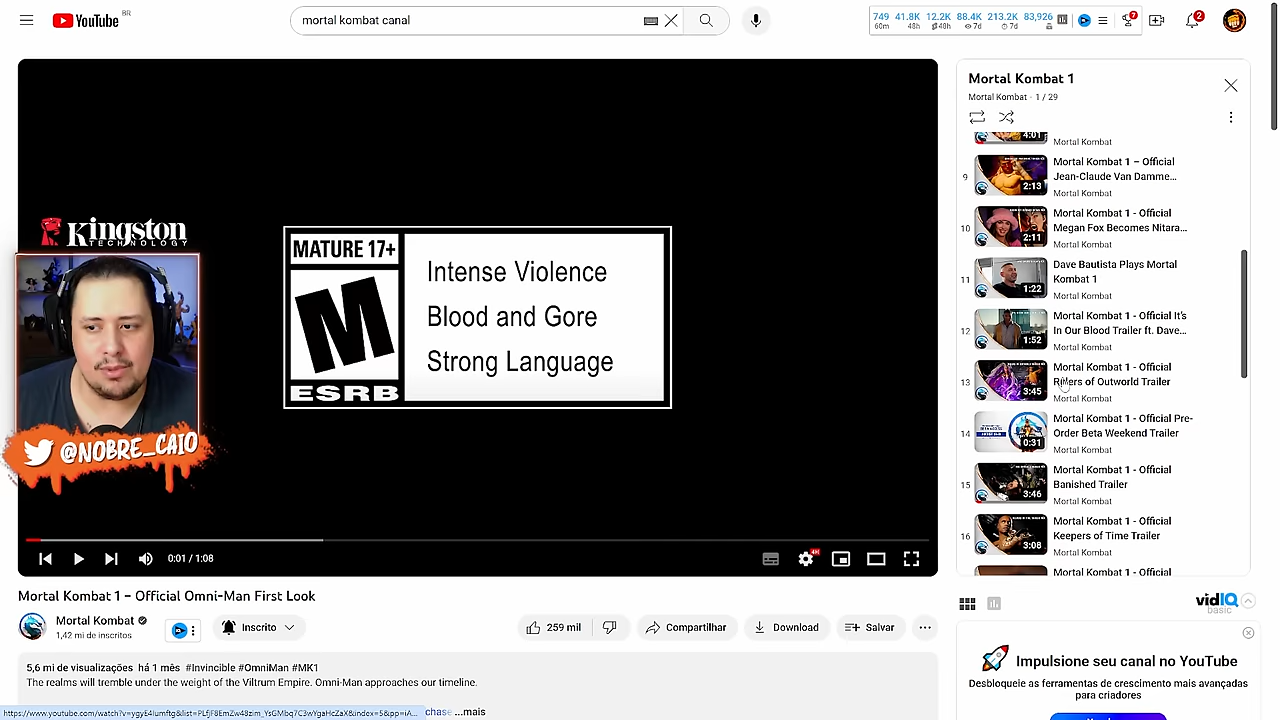 YouTube BR
mortal kombat canal
749 41.8K 12.2K 88.4K 213.2K 83,926
60m 48h 48h 7d 7d
7
2
Kingston
TECHNOLOGY
@NOBRE_CAIO
MATURE 17+
M
ESRB
Intense Violence
Blood and Gore
Strong Language
0:01 / 1:08
Mortal Kombat 1 – Official Omni-Man First Look
Mortal Kombat
1,42 mi de inscritos
Inscrito
259 mil
Compartilhar
Download
Salvar
5,6 mi de visualizações há 1 mês #Invincible #OmniMan #MK1
The realms will tremble under the weight of the Viltrum Empire. Omni-Man approaches our timeline.
chase ...mais
Mortal Kombat 1
Mortal Kombat - 1 / 29
4:01
Mortal Kombat
9
2:13
Mortal Kombat 1 – Official
Jean-Claude Van Damme...
Mortal Kombat
10
2:11
Mortal Kombat 1 - Official
Megan Fox Becomes Nitara...
Mortal Kombat
11
1:22
Dave Bautista Plays Mortal
Kombat 1
Mortal Kombat
12
1:52
Mortal Kombat 1 - Official It's
In Our Blood Trailer ft. Dave...
Mortal Kombat
13
3:45
Mortal Kombat 1 - Official
Rulers of Outworld Trailer
Mortal Kombat
14
0:31
Mortal Kombat 1 - Official Pre-
Order Beta Weekend Trailer
Mortal Kombat
15
3:46
Mortal Kombat 1 - Official
Banished Trailer
Mortal Kombat
16
3:08
Mortal Kombat 1 - Official
Keepers of Time Trailer
Mortal Kombat
Mortal Kombat 1 - Official
vidIQ
basic
Impulsione seu canal no YouTube
Desbloqueie as ferramentas de crescimento mais avançadas
para criadores